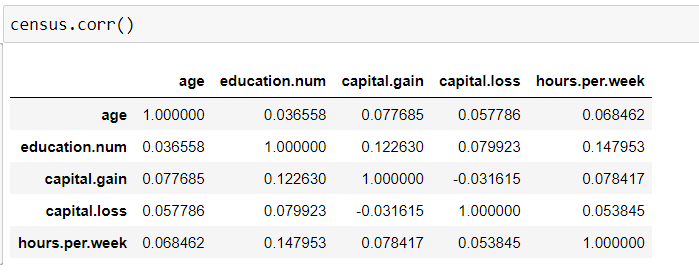 census.corr()
age education.num capital.gain capital.loss hours.per.week
age 1.000000 0.036558 0.077685 0.057786 0.068462
education.num 0.036558 1.000000 0.122630 0.079923 0.147953
capital.gain 0.077685 0.122630 1.000000 -0.031615 0.078417
capital.loss 0.057786 0.079923 -0.031615 1.000000 0.053845
hours.per.week 0.068462 0.147953 0.078417 0.053845 1.000000